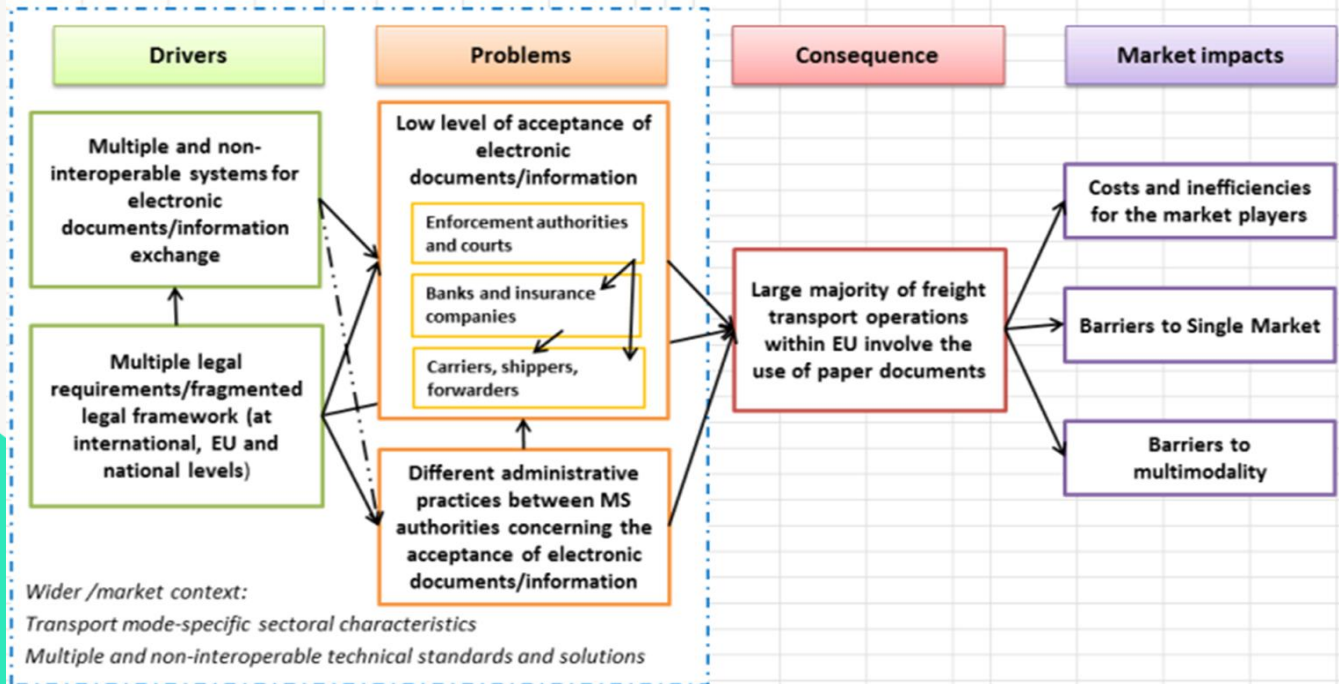 Drivers
Problems
Consequence
Market impacts
Multiple and non-
interoperable systems for
electronic
documents/information
exchange
Multiple legal
requirements/fragmented
legal framework (at
international, EU and
national levels)
Low level of acceptance of
electronic
documents/information
Enforcement authorities
and courts
Banks and insurance
companies
Carriers, shippers,
forwarders
Different administrative
practices between MS
authorities concerning the
acceptance of electronic
documents/information
Large majority of freight
transport operations
within EU involve the
use of paper documents
Costs and inefficiencies
for the market players
Barriers to Single Market
Barriers to
multimodality
Wider /market context:
Transport mode-specific sectoral characteristics
Multiple and non-interoperable technical standards and solutions